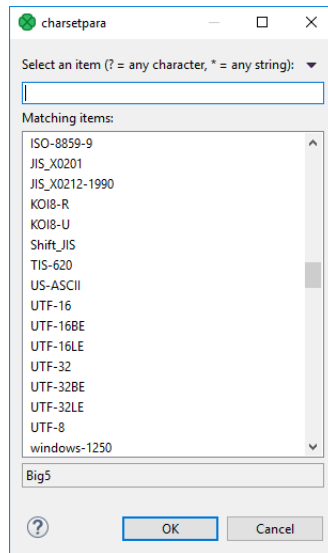 charsetpara
Select an item (? = any character, * = any string):
Matching items:
ISO-8859-9
JIS_X0201
JIS_X0212-1990
KOI8-R
KOI8-U
Shift_JIS
TIS-620
US-ASCII
UTF-16
UTF-16BE
UTF-16LE
UTF-32
UTF-32BE
UTF-32LE
UTF-8
windows-1250
Big5
?
OK Cancel